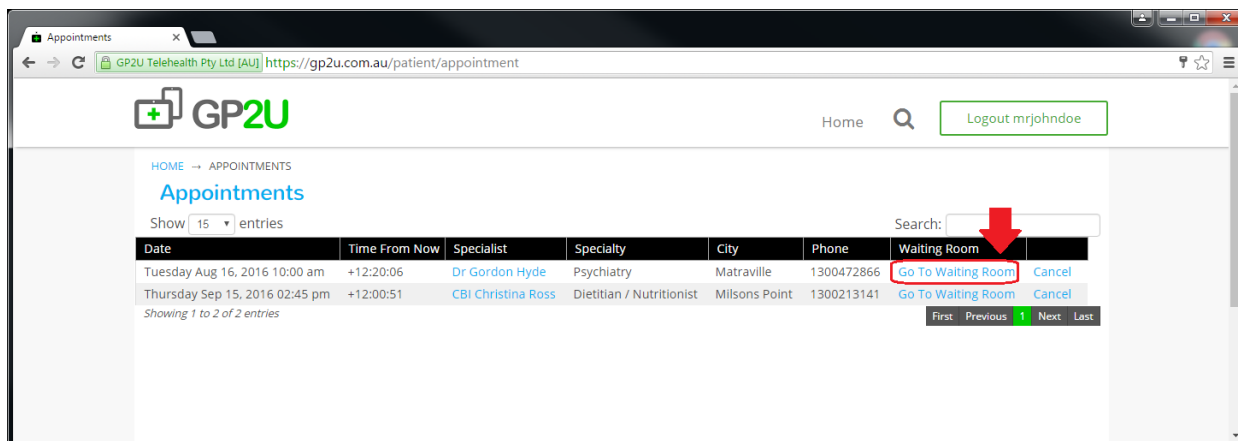 Appointments
GP2U Telehealth Pty Ltd [AU] https://gp2u.com.au/patient/appointment
GP2U
Home Logout mrjohndoe
HOME → APPOINTMENTS
Appointments
Show 15 entries Search:
Date Time From Now Specialist Specialty City Phone Waiting Room
Tuesday Aug 16, 2016 10:00 am +12:20:06 Dr Gordon Hyde Psychiatry Matraville 1300472866 Go To Waiting Room Cancel
Thursday Sep 15, 2016 02:45 pm +12:00:51 CBI Christina Ross Dietitian / Nutritionist Milsons Point 1300213141 Go To Waiting Room Cancel
Showing 1 to 2 of 2 entries First Previous 1 Next Last